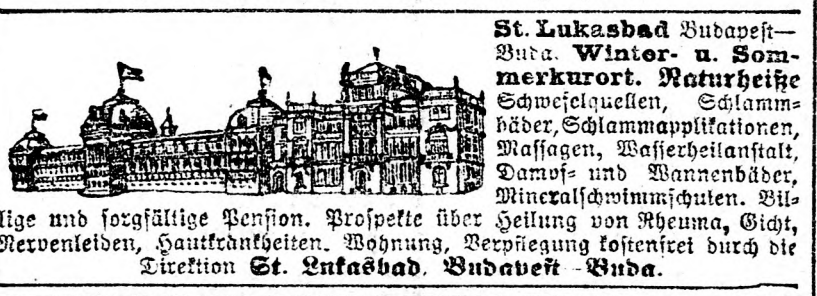 St. Lukasbad Budapest—
Buda. Winter- u. Som-
merkurort. Naturheiße
Schwefelquellen, Schlamm-
bäder, Schlammapplikationen,
Massagen, Wasserheilanstalt,
Dampf- und Wannenbäder,
Mineralschwimmschulen. Bil-
lige und sorgfältige Pension. Prospekte über Heilung von Rheuma, Gicht,
Nervenleiden, Hautkrankheiten. Wohnung, Verpflegung kostenfrei durch die
Direktion St. Lukasbad, Budapest-Buda.